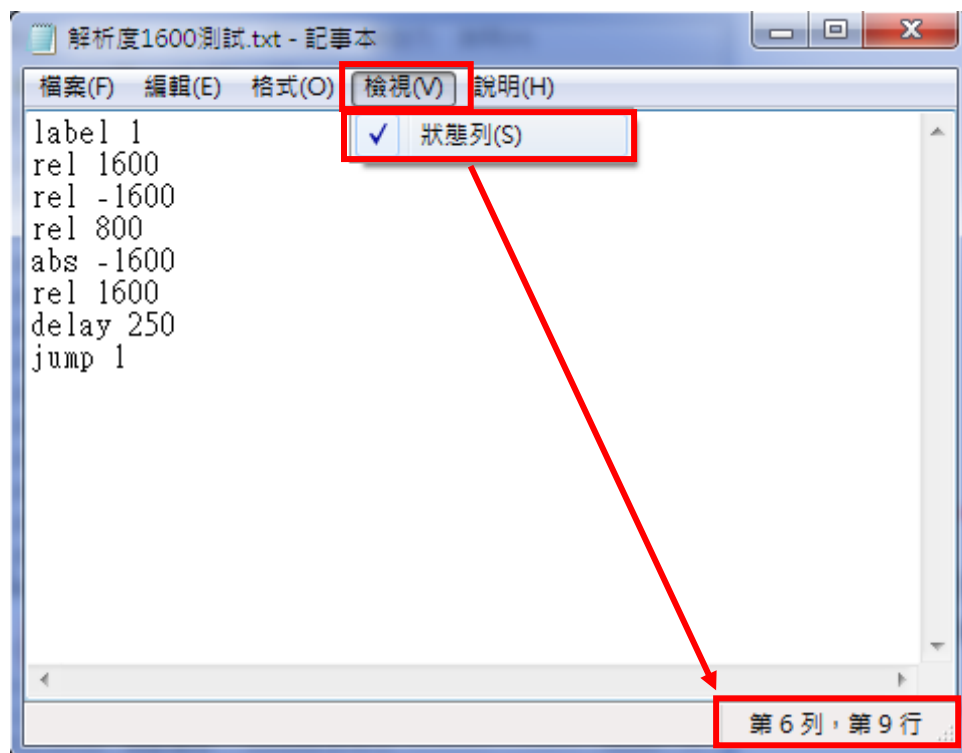 解析度1600測試.txt - 記事本
檔案(F) 編輯(E) 格式(O) 檢視(V) 說明(H)
狀態列(S)
label 1
rel 1600
rel -1600
rel 800
abs -1600
rel 1600
delay 250
jump 1
第 6 列，第 9 行